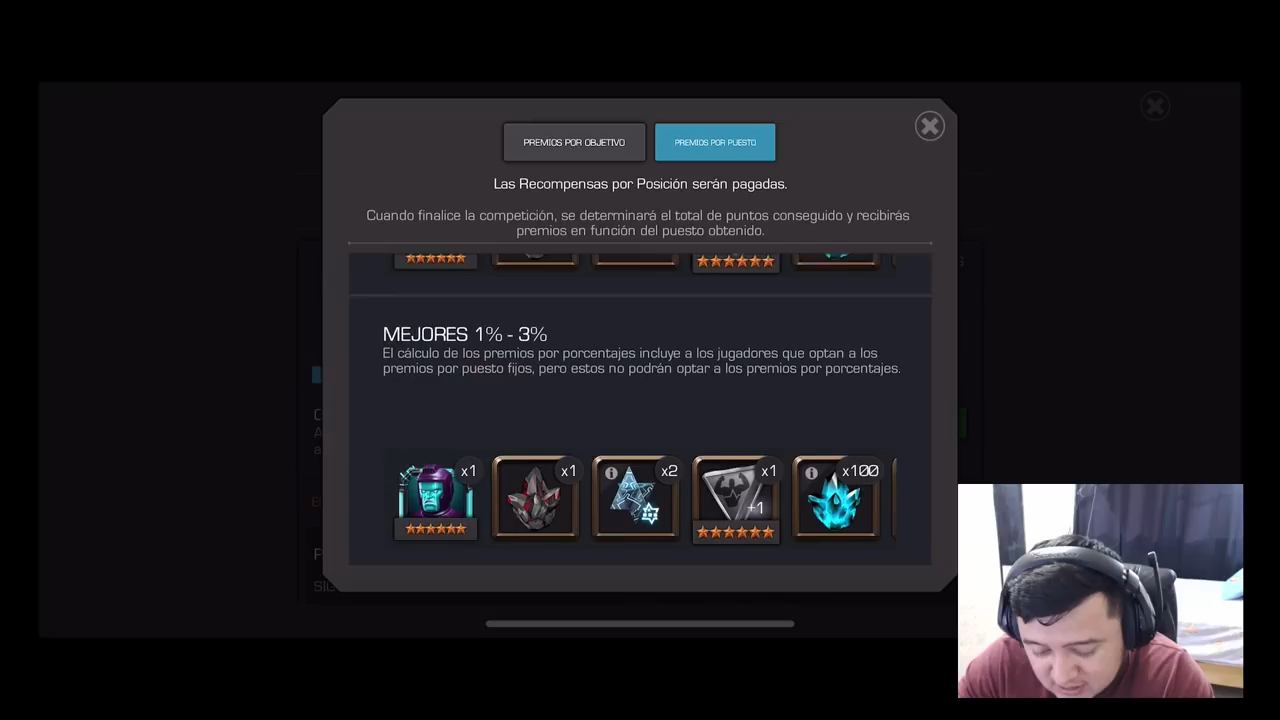 PREMIOS POR OBJETIVO
PREMIOS POR PUESTO
Las Recompensas por Posición serán pagadas.
Cuando finalice la competición, se determinará el total de puntos conseguido y recibirás
premios en función del puesto obtenido.
MEJORES 1% - 3%
El cálculo de los premios por porcentajes incluye a los jugadores que optan a los
premios por puesto fijos, pero estos no podrán optar a los premios por porcentajes.
x1
x1
x2
x1
+1
x100